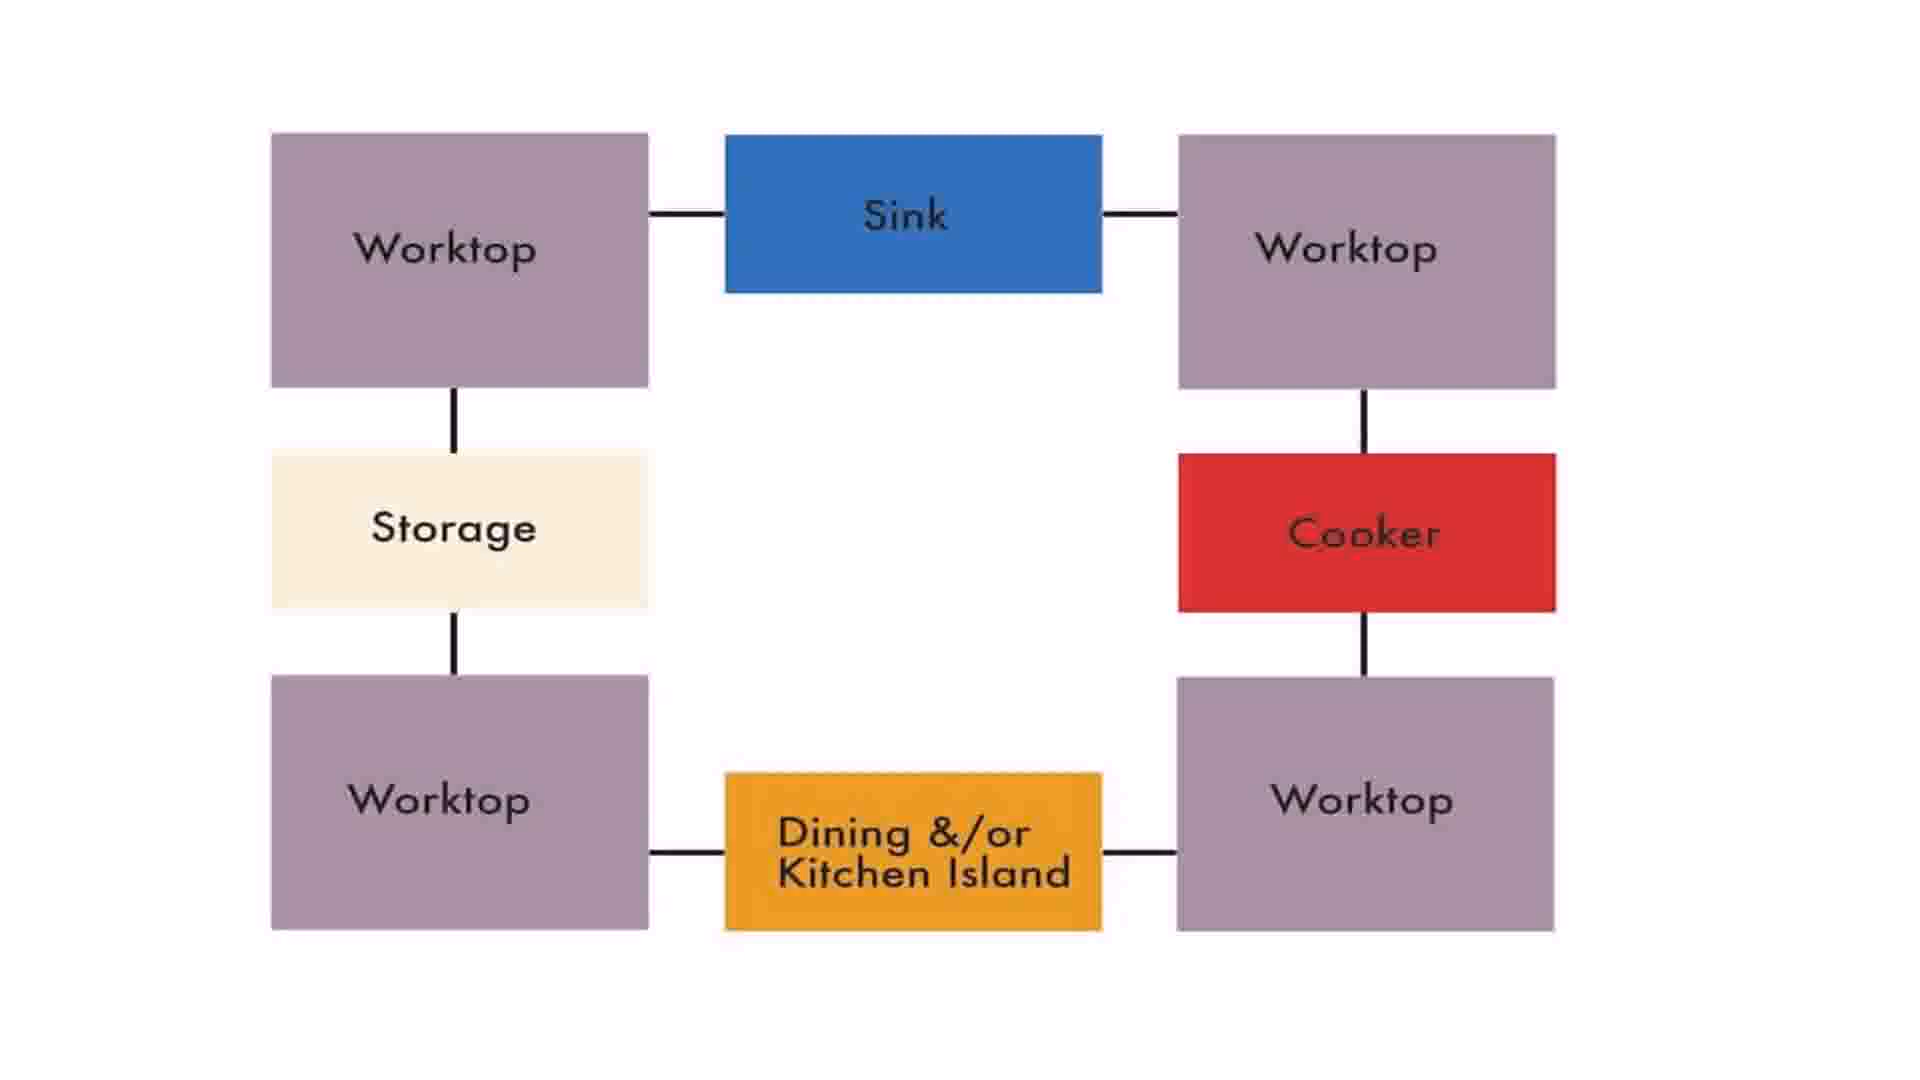 Worktop
Sink
Worktop
Storage
Cooker
Worktop
Dining &/or
Kitchen Island
Worktop